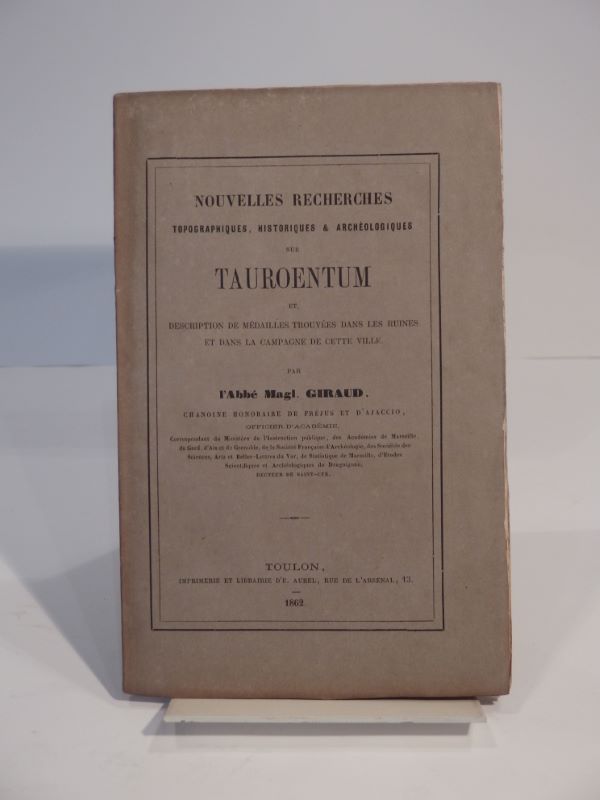 NOUVELLES RECHERCHES
TOPOGRAPHIQUES, HISTORIQUES & ARCHÉOLOGIQUES
SUR
TAUROENTUM
ET,
DESCRIPTION DE MÉDAILLES TROUVÉES DANS LES RUINES
ET DANS LA CAMPAGNE DE CETTE VILLE.
PAR
l'Abbé Magl. GIRAUD,
CHANOINE HONORAIRE DE FRÉJUS ET D'AJACCIO,
OFFICIER D'ACADÉMIE,
Correspondant du Ministère de l'Instruction publique, des Académies de Marseille,
du Gard, d'Aix et de Grenoble, de la Société Française d'Archéologie, des Sociétés des
Sciences, Arts et Belles-Lettres du Var, de Statistique de Marseille, d'Études
Scientifiques et Archéologiques de Draguignan,
RECTEUR DE SAINT-CYR.
TOULON,
IMPRIMERIE ET LIBRAIRIE D'E. AUREL, RUE DE L'ARSENAL, 13.
1862